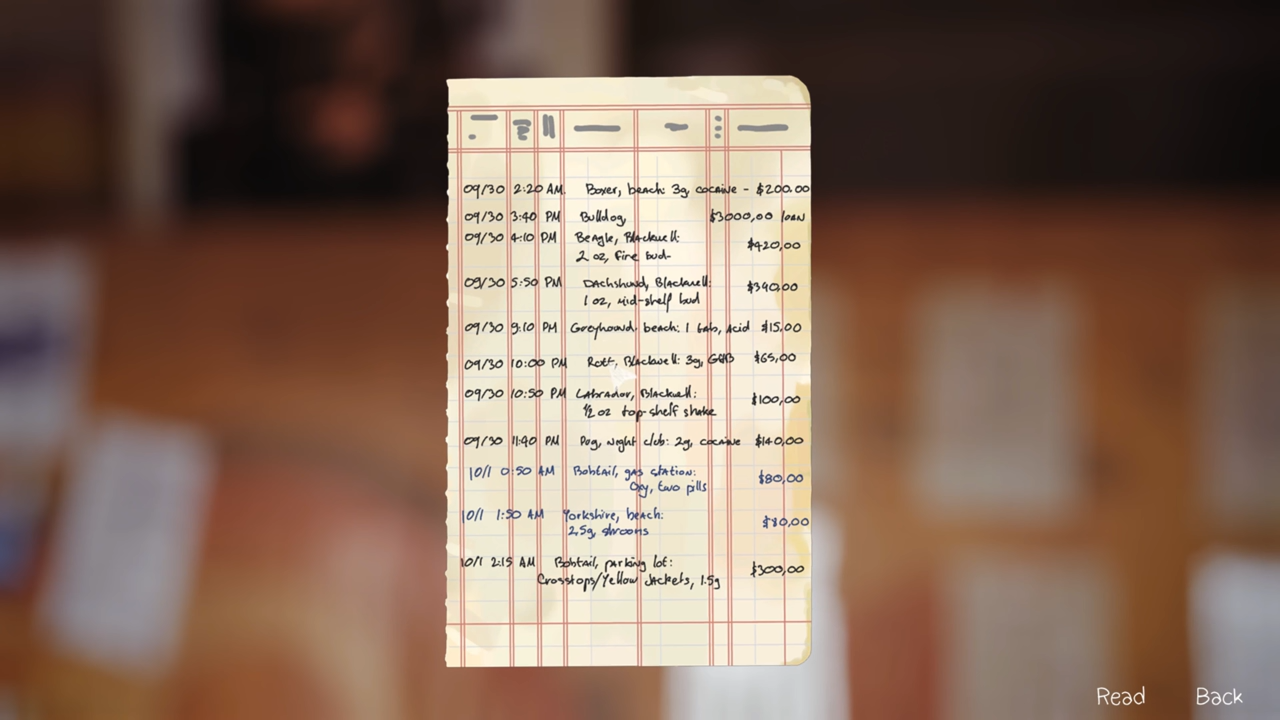 09/30 2:20 AM. Boxer, beach: 3g, cocaine - $200.00
09/30 3:40 PM Bulldog, $3000,00 loan
09/30 4:10 PM Beagle, Blackwell:
2 oz, fire bud- $420,00
09/30 5:50 PM Dachshund, Blackwell:
1 oz, mid-shelf bud $340,00
09/30 9:10 PM Greyhound, beach: 1 tab, acid $15,00
09/30 10:00 PM Rott, Blackwell: 3g, GHB $65,00
09/30 10:50 PM Labrador, Blackwell:
½ oz top-shelf shake $100,00
09/30 11:40 PM Pog, night club: 2g, cocaine $140,00
10/1 0:50 AM Bobtail, gas station:
Oxy, two pills $80,00
10/1 1:50 AM Yorkshire, beach:
2,5g, shrooms
10/1 2:15 AM Bobtail, parking lot:
Crosstops/Yellow Jackets, 1.5g $300,00
Read Back